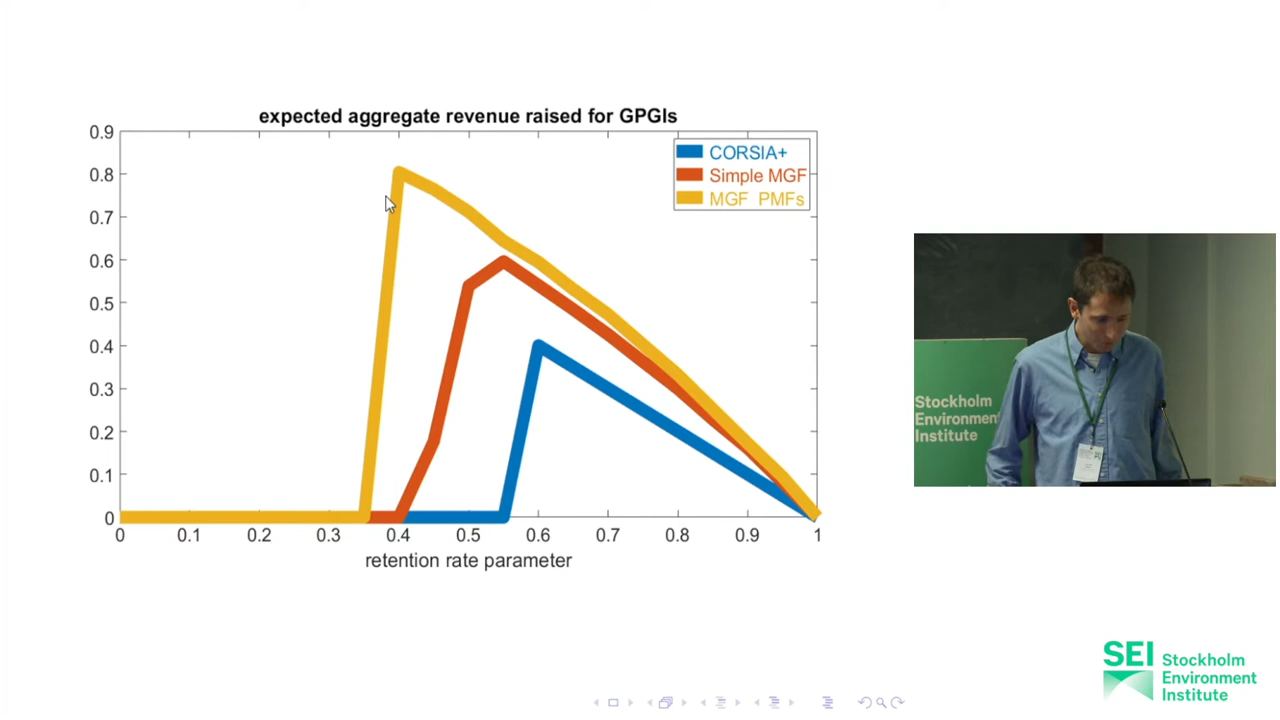 expected aggregate revenue raised for GPGIs
0.9
0.8
0.7
0.6
0.5
0.4
0.3
0.2
0.1
0
CORSIA+
Simple MGF
MGF PMFs
0 0.1 0.2 0.3 0.4 0.5 0.6 0.7 0.8 0.9 1
retention rate parameter
Stockholm
Environment
Institute
SEI
Stockholm
Environment
Institute